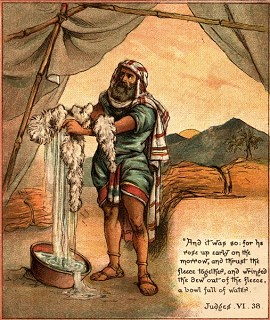 "And it was so: for he
rose up early on the
morrow, and thrust the
fleece together, and wringed
the dew out of the fleece,
a bowl full of water
Judges. VI. 38